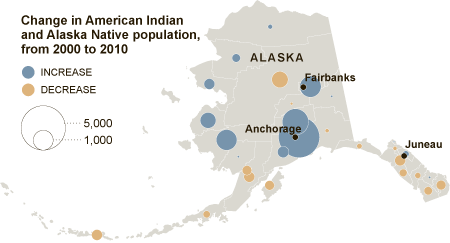 Change in American Indian
and Alaska Native population,
from 2000 to 2010
INCREASE
DECREASE
5,000
1,000
ALASKA
Fairbanks
Anchorage
Juneau